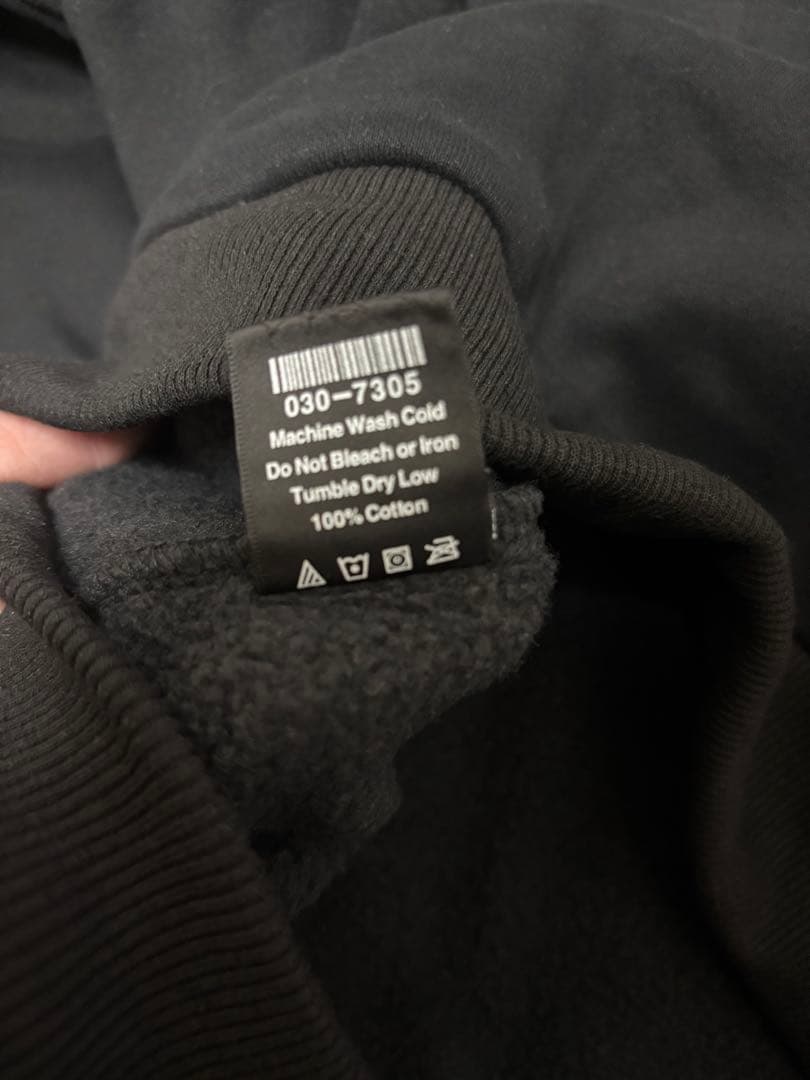 030-7305
Machine Wash Cold
Do Not Bleach or Iron
Tumble Dry Low
100% Cotton